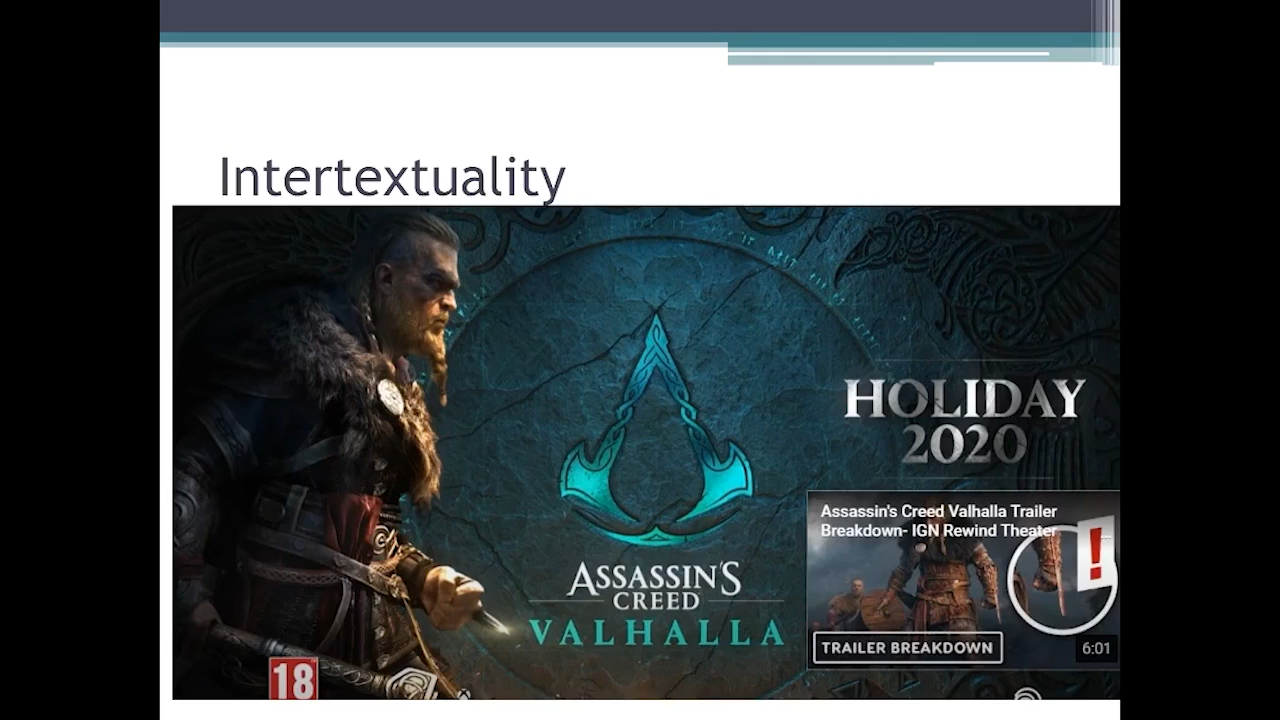 Intertextuality
HOLIDAY
2020
Assassin's Creed Valhalla Trailer
Breakdown- IGN Rewind Theater
!
ASSASSIN'S
CREED
VALHALLA
TRAILER BREAKDOWN
6:01
18